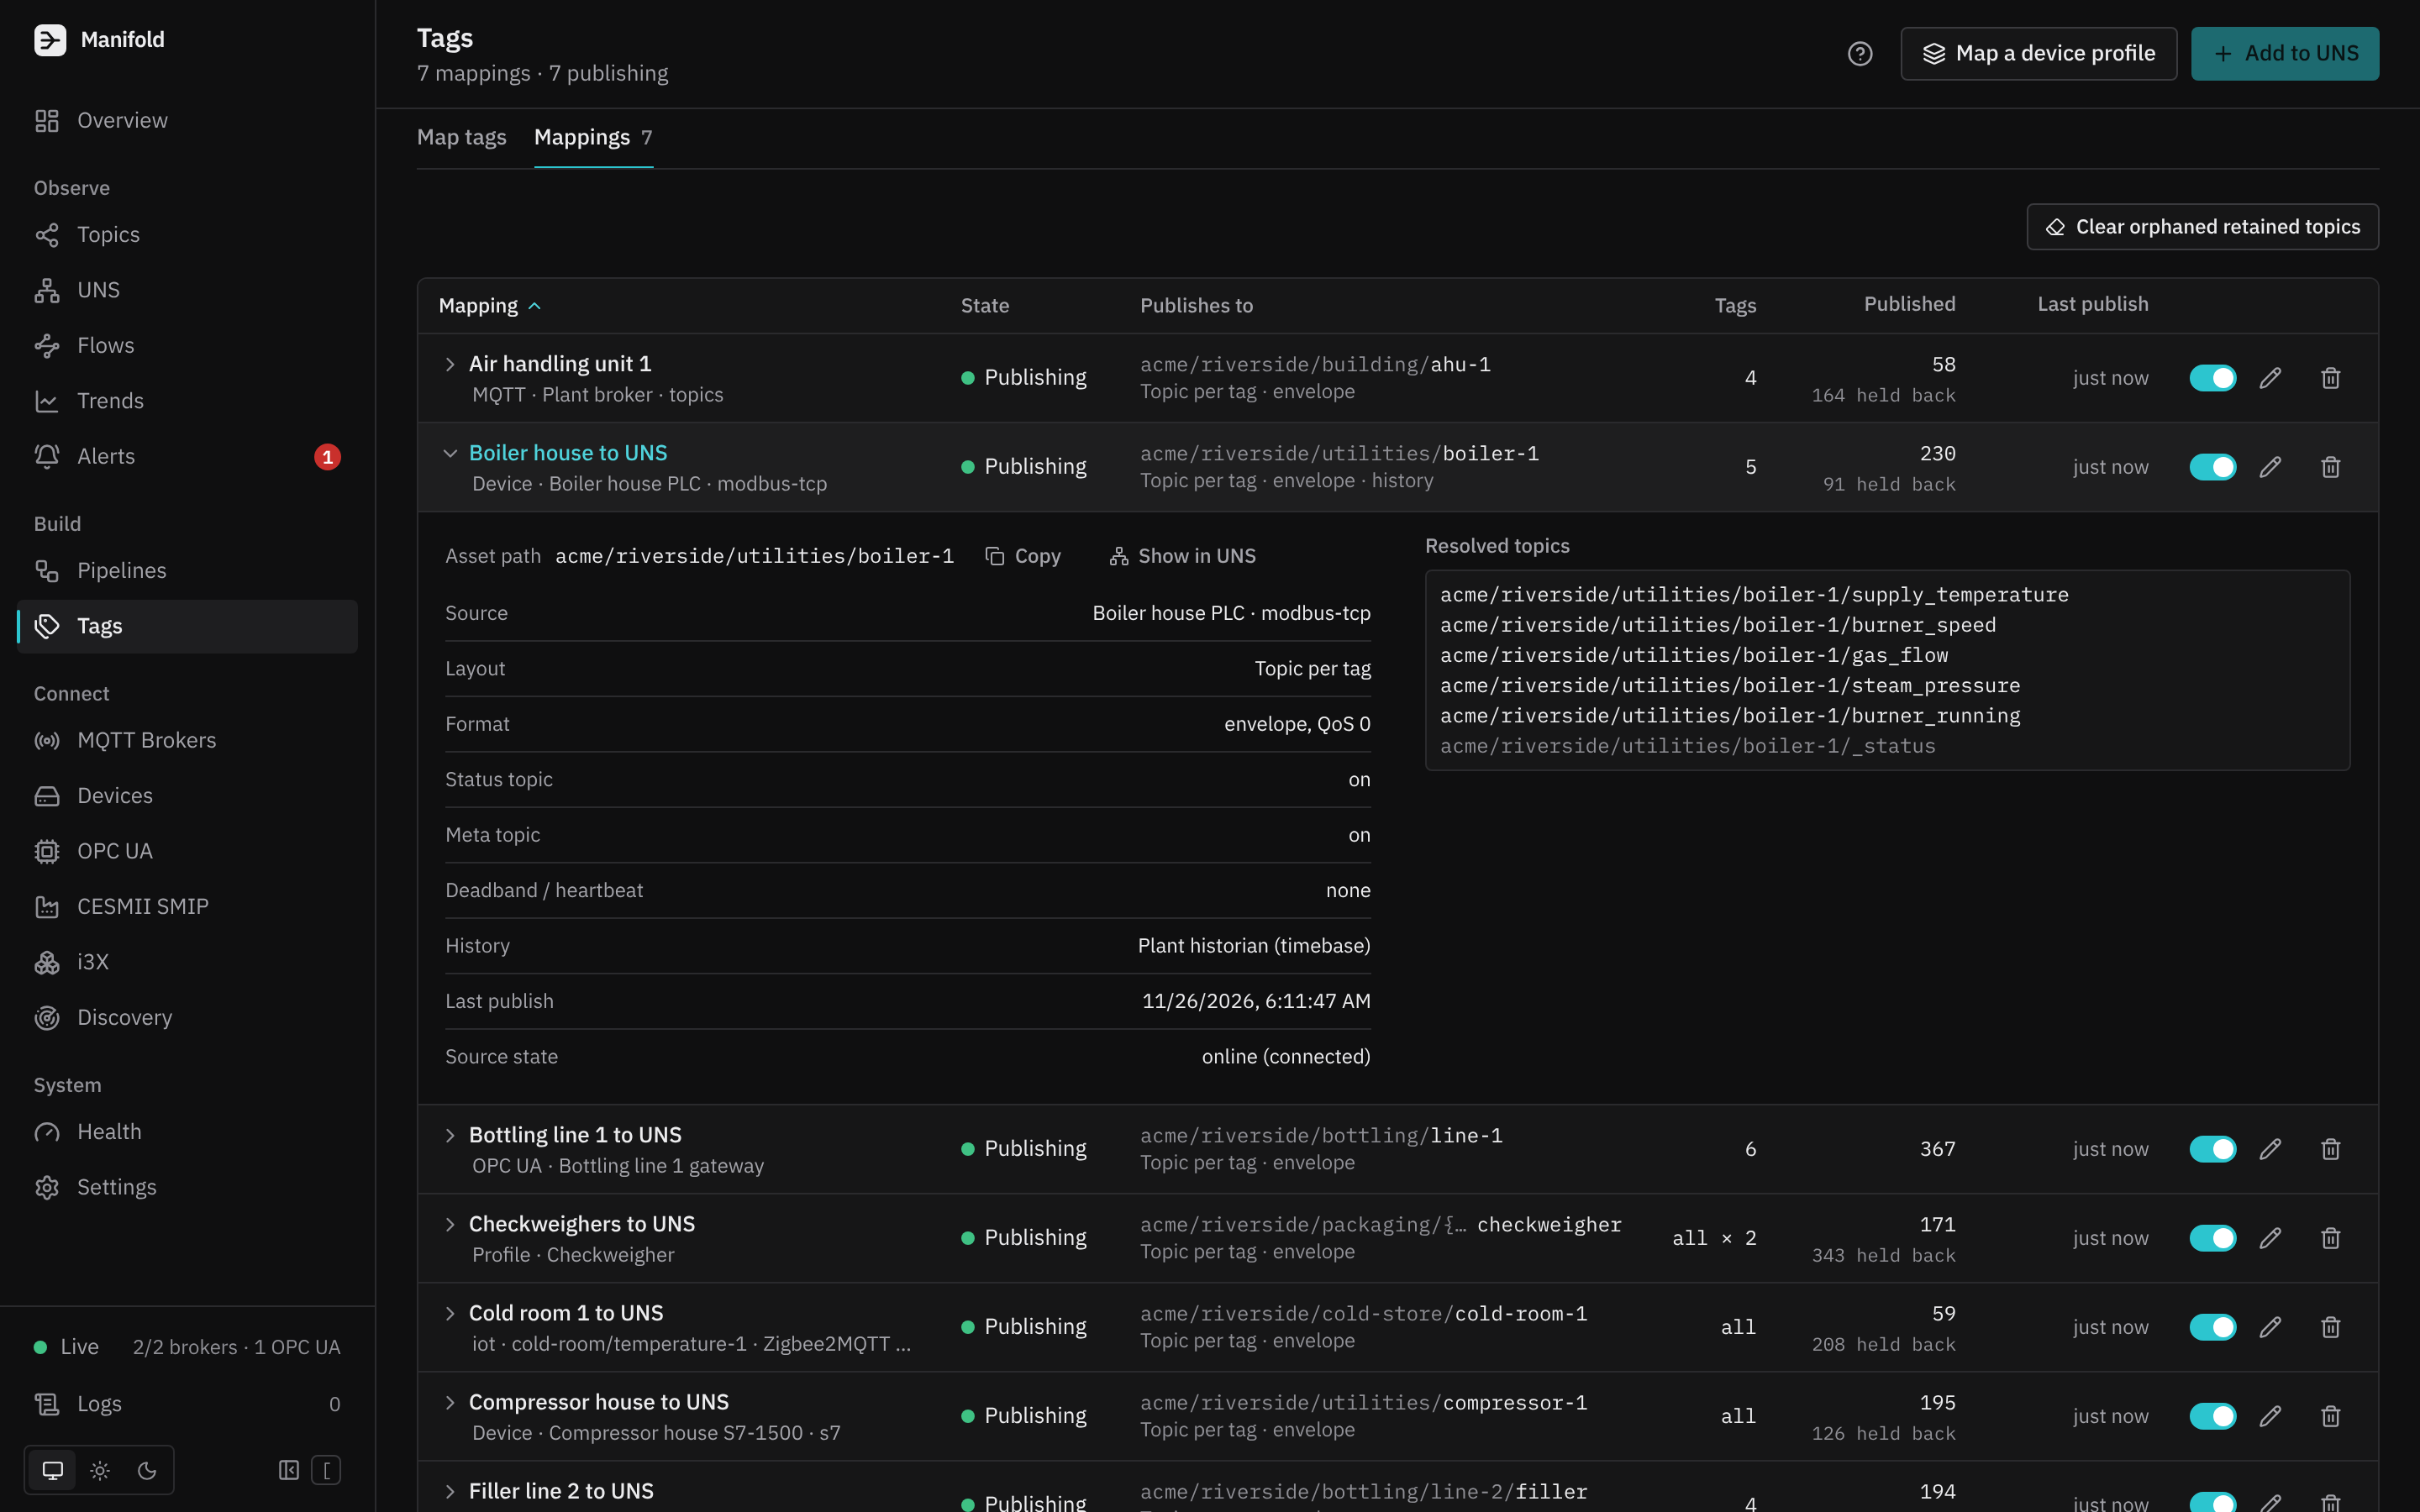 Manifold
Overview
Observe
Topics
UNS
Flows
Trends
Alerts 1
Build
Pipelines
Tags
Connect
MQTT Brokers
Devices
OPC UA
CESMII SMIP
i3X
Discovery
System
Health
Settings
Live 2/2 brokers · 1 OPC UA
Logs 0
[
Tags
7 mappings · 7 publishing
Map a device profile
+ Add to UNS
Map tags Mappings 7
Clear orphaned retained topics
Mapping State Publishes to Tags Published Last publish
Air handling unit 1
MQTT · Plant broker · topics
Publishing
acme/riverside/building/ahu-1
Topic per tag · envelope
4
58
164 held back
just now
Boiler house to UNS
Device · Boiler house PLC · modbus-tcp
Publishing
acme/riverside/utilities/boiler-1
Topic per tag · envelope · history
5
230
91 held back
just now
Asset path acme/riverside/utilities/boiler-1 Copy Show in UNS
Source Boiler house PLC · modbus-tcp
Layout Topic per tag
Format envelope, QoS 0
Status topic on
Meta topic on
Deadband / heartbeat none
History Plant historian (timebase)
Last publish 11/26/2026, 6:11:47 AM
Source state online (connected)
Resolved topics
acme/riverside/utilities/boiler-1/supply_temperature
acme/riverside/utilities/boiler-1/burner_speed
acme/riverside/utilities/boiler-1/gas_flow
acme/riverside/utilities/boiler-1/steam_pressure
acme/riverside/utilities/boiler-1/burner_running
acme/riverside/utilities/boiler-1/_status
Bottling line 1 to UNS
OPC UA · Bottling line 1 gateway
Publishing
acme/riverside/bottling/line-1
Topic per tag · envelope
6
367
just now
Checkweighers to UNS
Profile · Checkweigher
Publishing
acme/riverside/packaging/{… checkweigher
Topic per tag · envelope
all × 2
171
343 held back
just now
Cold room 1 to UNS
iot · cold-room/temperature-1 · Zigbee2MQTT ...
Publishing
acme/riverside/cold-store/cold-room-1
Topic per tag · envelope
all
59
208 held back
just now
Compressor house to UNS
Device · Compressor house S7-1500 · s7
Publishing
acme/riverside/utilities/compressor-1
Topic per tag · envelope
all
195
126 held back
just now
Filler line 2 to UNS
Publishing
acme/riverside/bottling/line-2/filler
4
194
just now